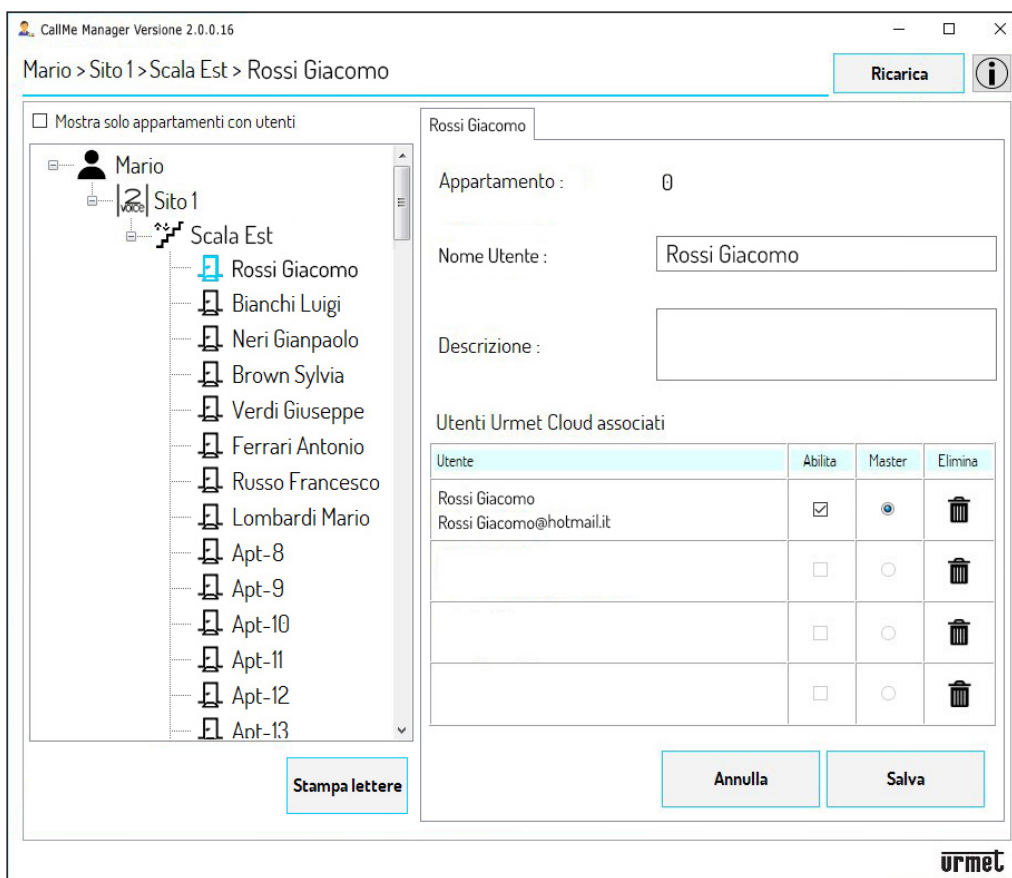 CallMe Manager Versione 2.0.0.16
Mario > Sito 1 > Scala Est > Rossi Giacomo
Ricarica
i
Mostra solo appartamenti con utenti
Mario
2 voice Sito 1
Scala Est
Rossi Giacomo
Bianchi Luigi
Neri Gianpaolo
Brown Sylvia
Verdi Giuseppe
Ferrari Antonio
Russo Francesco
Lombardi Mario
Apt-8
Apt-9
Apt-10
Apt-11
Apt-12
Apt-13
Stampa lettere
Rossi Giacomo
Appartamento : 0
Nome Utente : Rossi Giacomo
Descrizione :
Utenti Urmet Cloud associati
Utente Abilita Master Elimina
Rossi Giacomo
Rossi Giacomo@hotmail.it
Annulla Salva
urmet